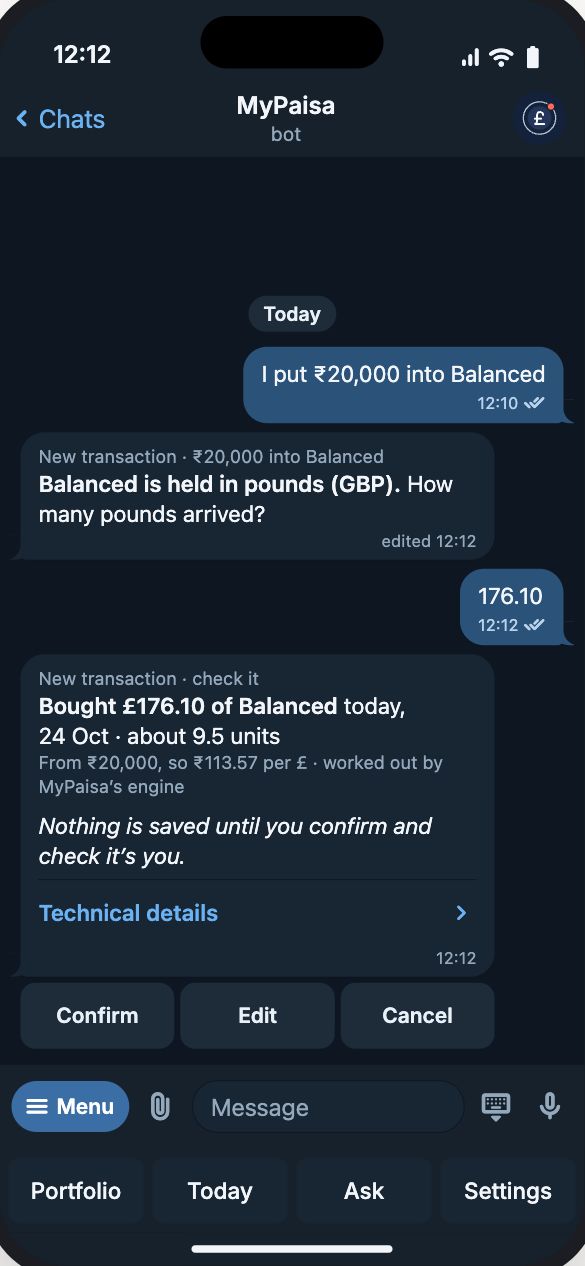 12:12
Chats
MyPaisa
bot
£
Today
I put ₹20,000 into Balanced
12:10
New transaction · ₹20,000 into Balanced
Balanced is held in pounds (GBP). How
many pounds arrived?
edited 12:12
176.10
12:12
New transaction · check it
Bought £176.10 of Balanced today,
24 Oct · about 9.5 units
From ₹20,000, so ₹113.57 per £ · worked out by
MyPaisa’s engine
Nothing is saved until you confirm and
check it’s you.
Technical details
12:12
Confirm Edit Cancel
Menu Message
Portfolio Today Ask Settings